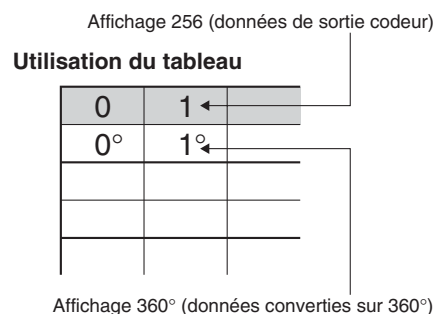 Affichage 256 (données de sortie codeur)
Utilisation du tableau
0 1
0° 1°
Affichage 360° (données converties sur 360°)